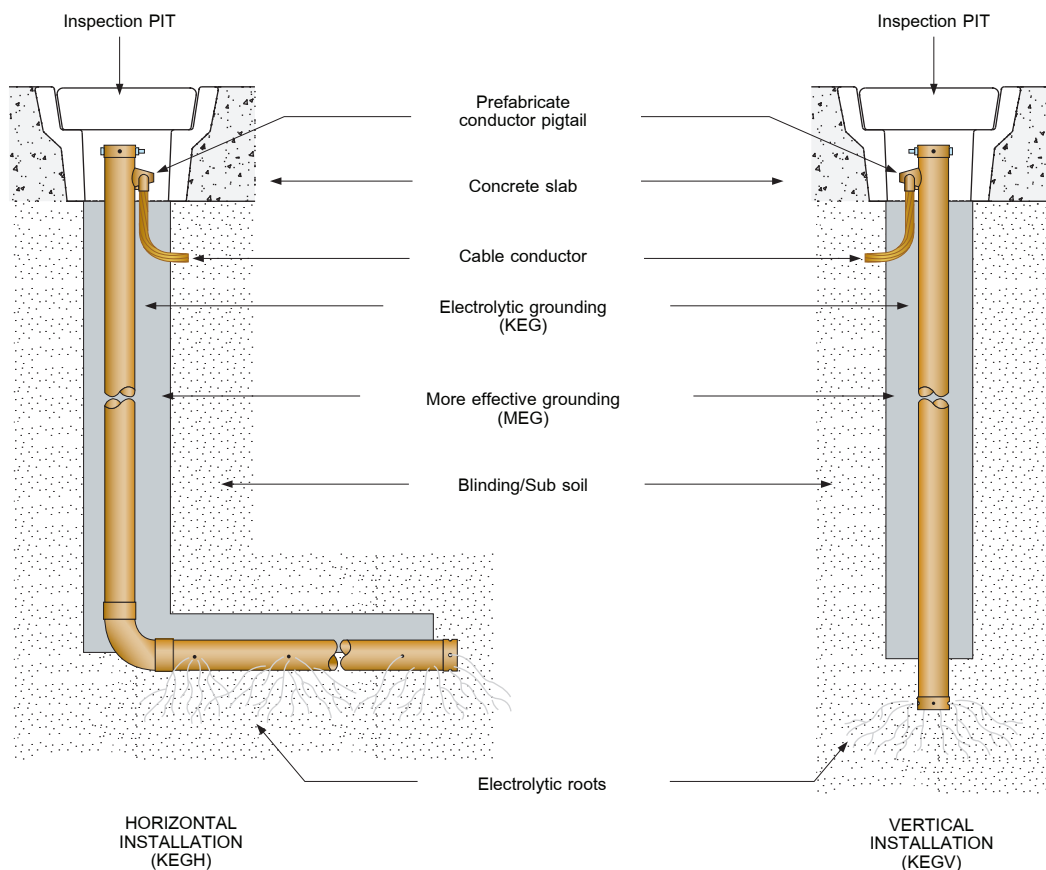 Inspection PIT
Inspection PIT
Prefabricate
conductor pigtail
Concrete slab
Cable conductor
Electrolytic grounding
(KEG)
More effective grounding
(MEG)
Blinding/Sub soil
Electrolytic roots
HORIZONTAL
INSTALLATION
(KEGH)
VERTICAL
INSTALLATION
(KEGV)